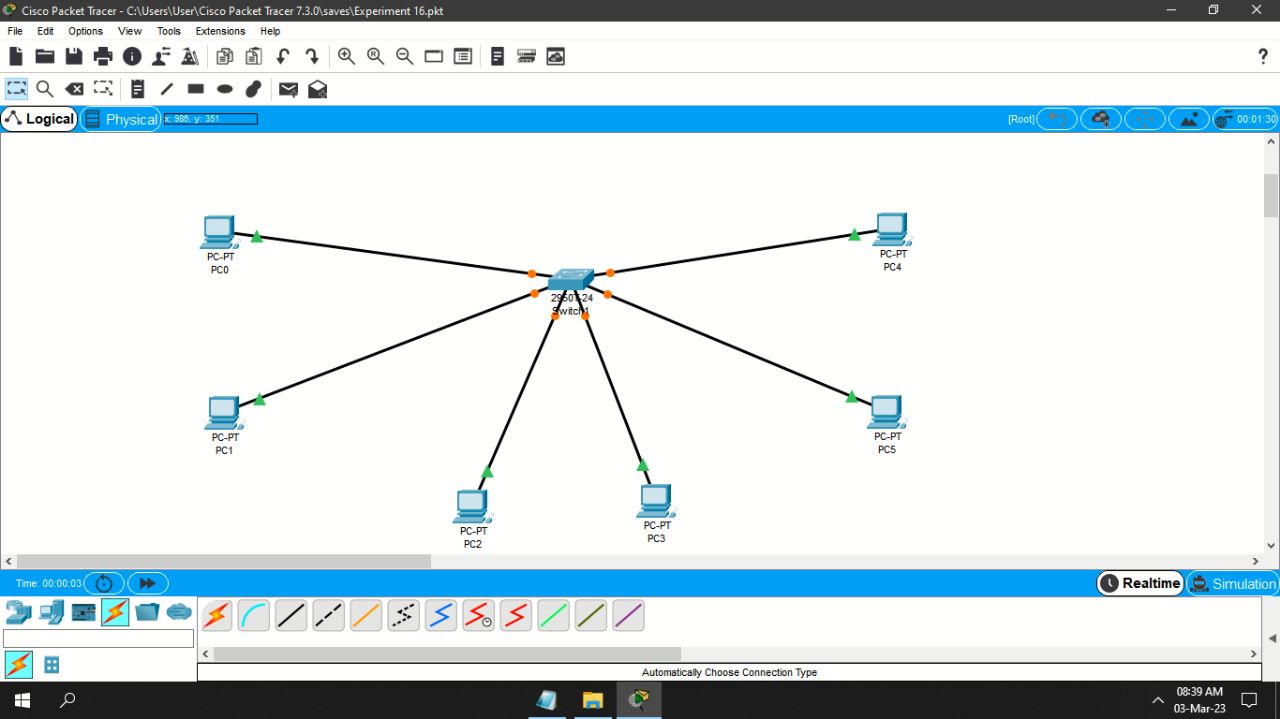 Cisco Packet Tracer - C:\Users\User\Cisco Packet Tracer 7.3.0\saves\Experiment 16.pkt
File Edit Options View Tools Extensions Help
Logical Physical x: 986, y: 351 [Root] 00:01:30
PC-PT
PC0
PC-PT
PC4
2950T-24
Switch1
PC-PT
PC1
PC-PT
PC5
PC-PT
PC2
PC-PT
PC3
Time: 00:00:03 Realtime Simulation
Automatically Choose Connection Type
08:39 AM
03-Mar-23